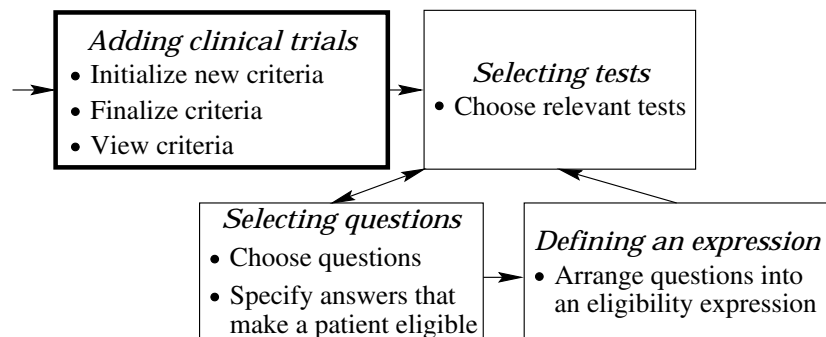 Adding clinical trials
• Initialize new criteria
• Finalize criteria
• View criteria
Selecting tests
• Choose relevant tests
Selecting questions
• Choose questions
• Specify answers that
make a patient eligible
Defining an expression
• Arrange questions into
an eligibility expression